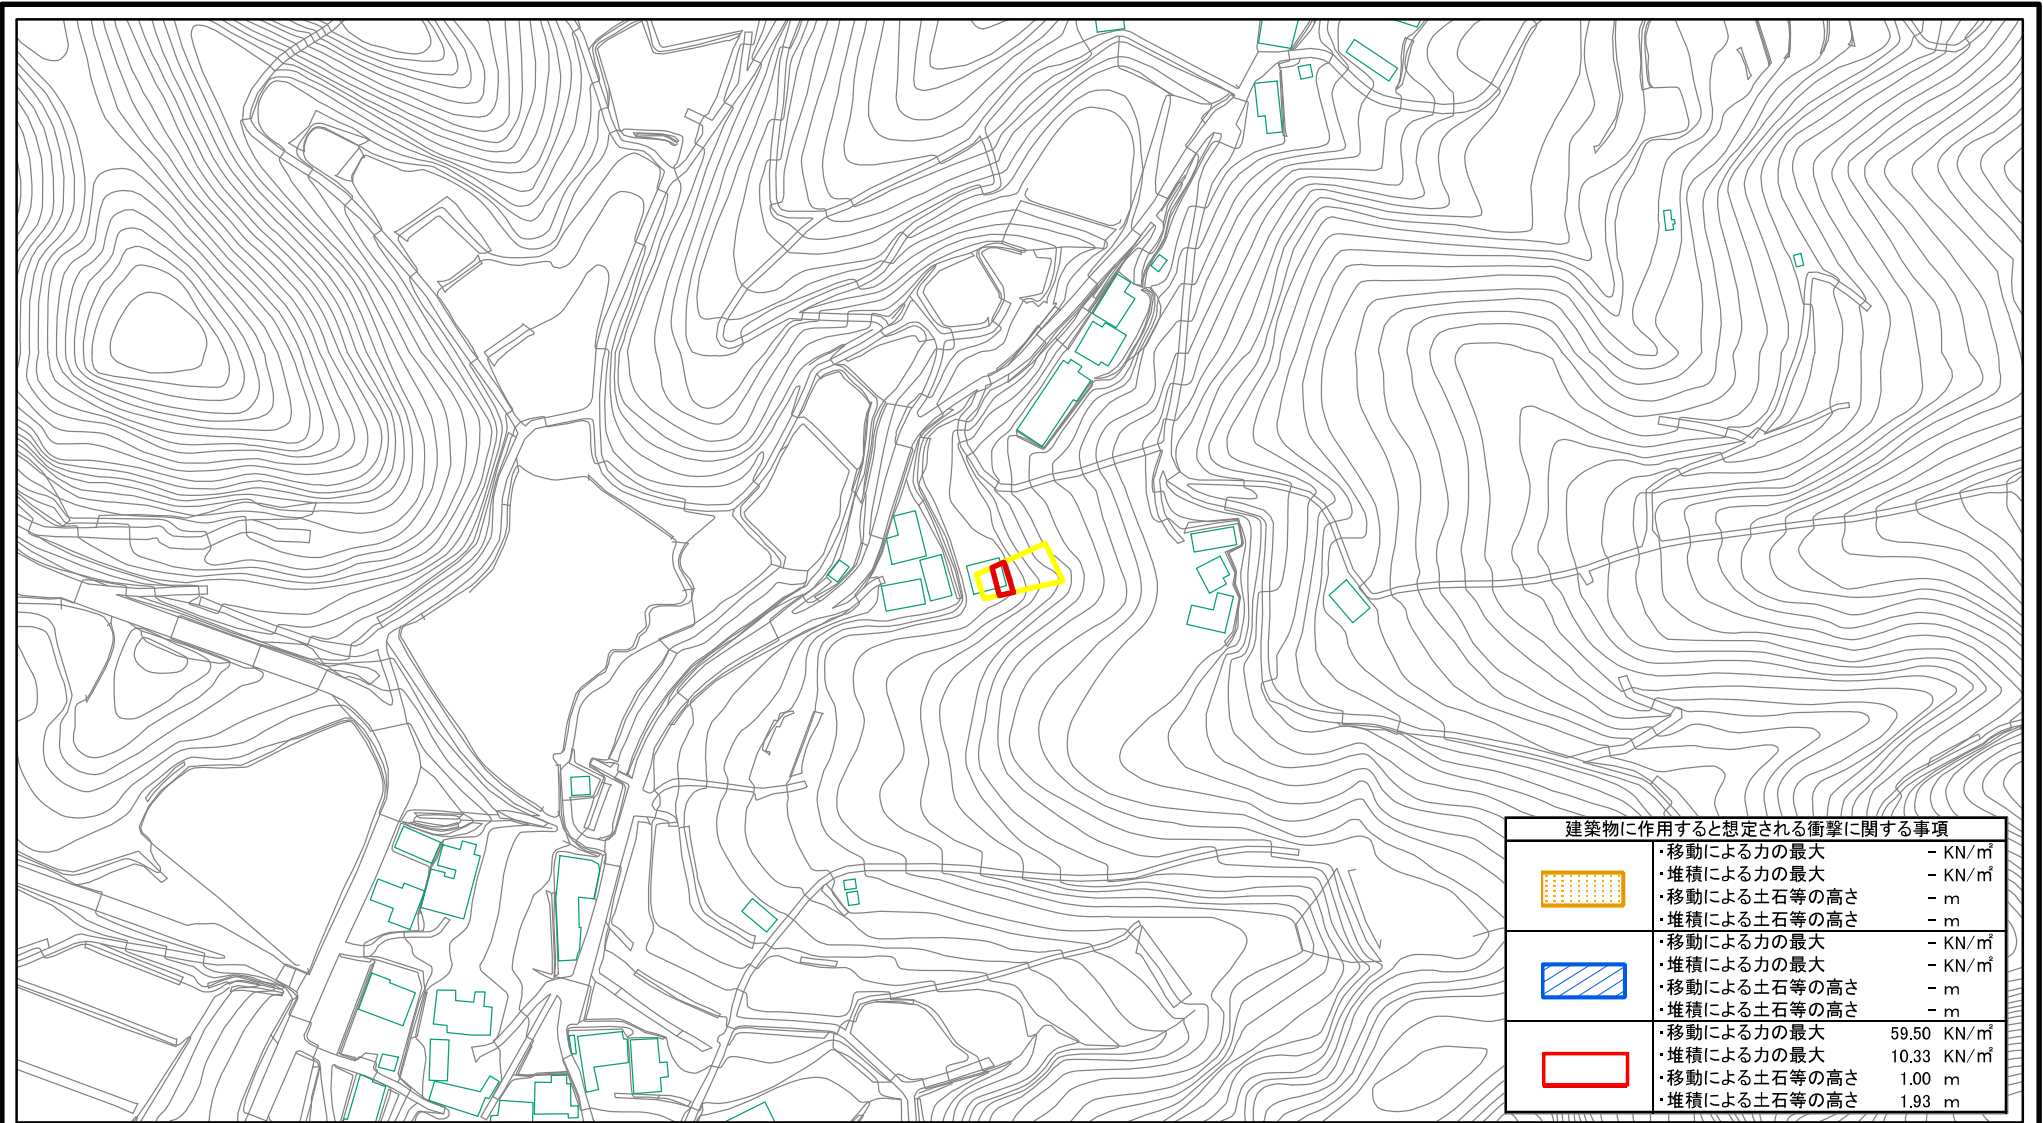 建築物に作用すると想定される衝撃に関する事項
・移動による力の最大 - KN/㎡
・堆積による力の最大 - KN/㎡
・移動による土石等の高さ - m
・堆積による土石等の高さ - m
・移動による力の最大 - KN/㎡
・堆積による力の最大 - KN/㎡
・移動による土石等の高さ - m
・堆積による土石等の高さ - m
・移動による力の最大 59.50 KN/㎡
・堆積による力の最大 10.33 KN/㎡
・移動による土石等の高さ 1.00 m
・堆積による土石等の高さ 1.93 m